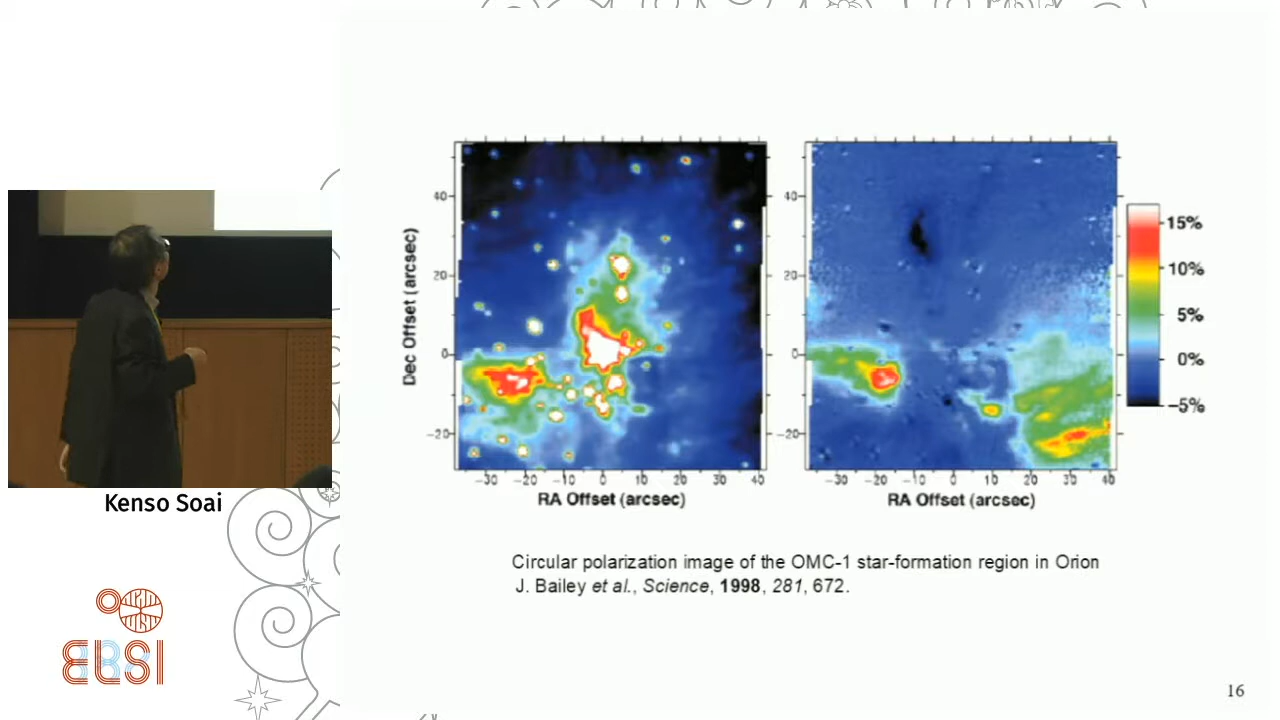 Kenso Soai
ELSI
Dec Offset (arcsec)
40
20
0
−20
−30 −20 −10 0 10 20 30 40
RA Offset (arcsec)
40
20
0
−20
−30 −20 −10 0 10 20 30 40
RA Offset (arcsec)
15%
10%
5%
0%
−5%
Circular polarization image of the OMC-1 star-formation region in Orion
J. Bailey et al., Science, 1998, 281, 672.
16